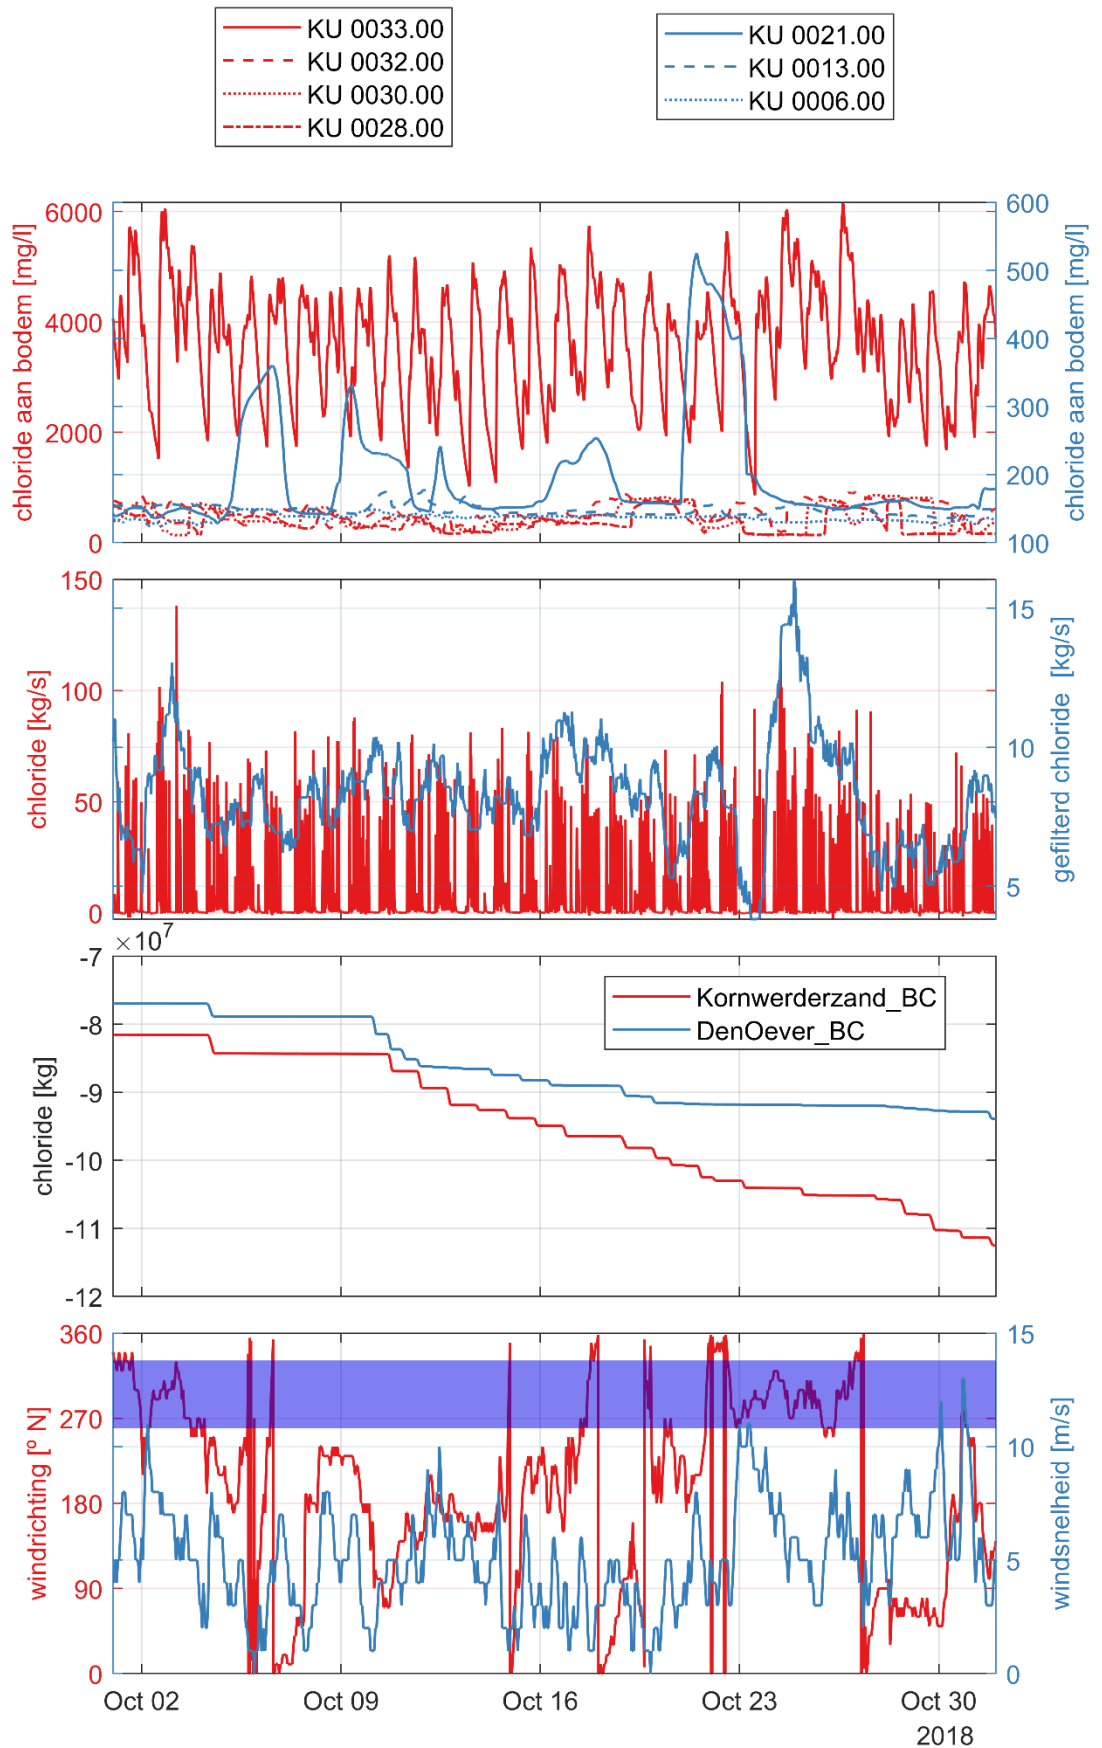 KU 0033.00
KU 0032.00
KU 0030.00
KU 0028.00
KU 0021.00
KU 0013.00
KU 0006.00
chloride aan bodem [mg/l]
6000
4000
2000
0
600
500
400
300
200
100
chloride aan bodem [mg/l]
chloride [kg/s]
150
100
50
0
15
10
5
gefilterd chloride [kg/s]
×10⁷
chloride [kg]
-7
-8
-9
-10
-11
-12
Kornwerderzand_BC
DenOever_BC
windrichting [º N]
360
270
180
90
0
15
10
5
0
windsnelheid [m/s]
Oct 02
Oct 09
Oct 16
Oct 23
Oct 30
2018